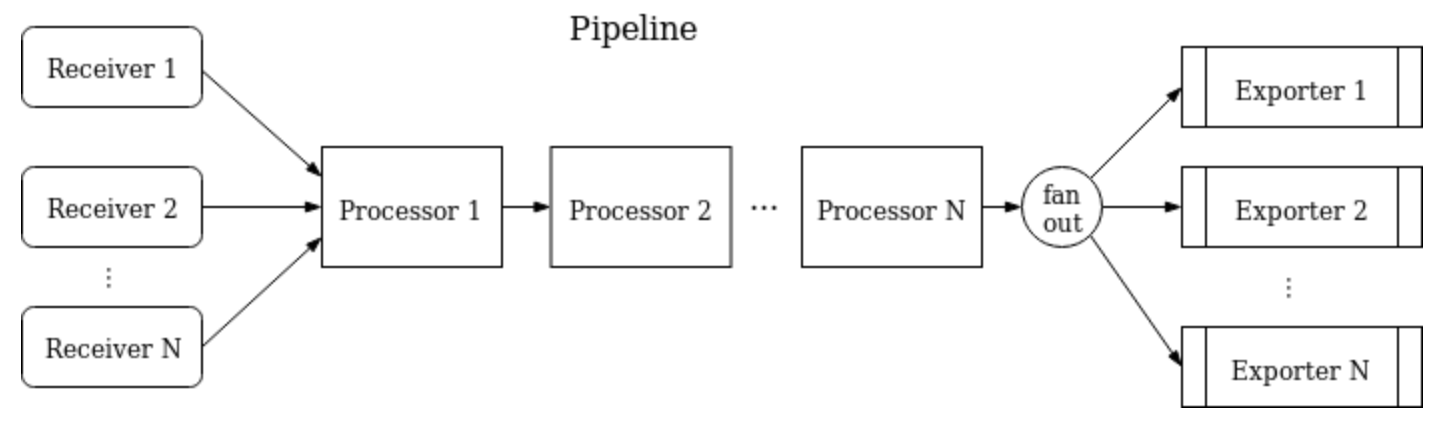 Pipeline
Receiver 1
Receiver 2
⋮
Receiver N
Processor 1
Processor 2
...
Processor N
fan
out
Exporter 1
Exporter 2
⋮
Exporter N